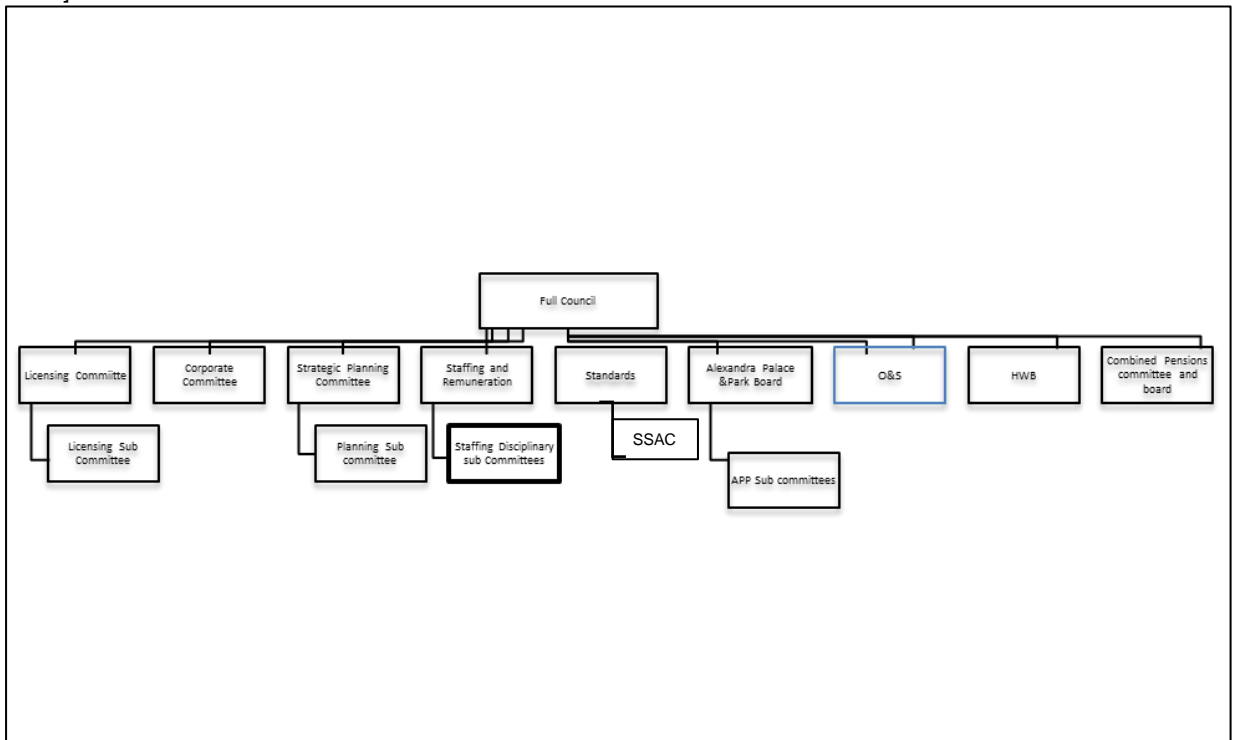 Full Council
Licensing Commiitte
Corporate
Committee
Strategic Planning
Committee
Staffing and
Remuneration
Standards
Alexandra Palace
&Park Board
O&S
HWB
Combined Pensions
committee and
board
Licensing Sub
Committee
Planning Sub
committee
Staffing Disciplinary
sub Committees
SSAC
APP Sub committees